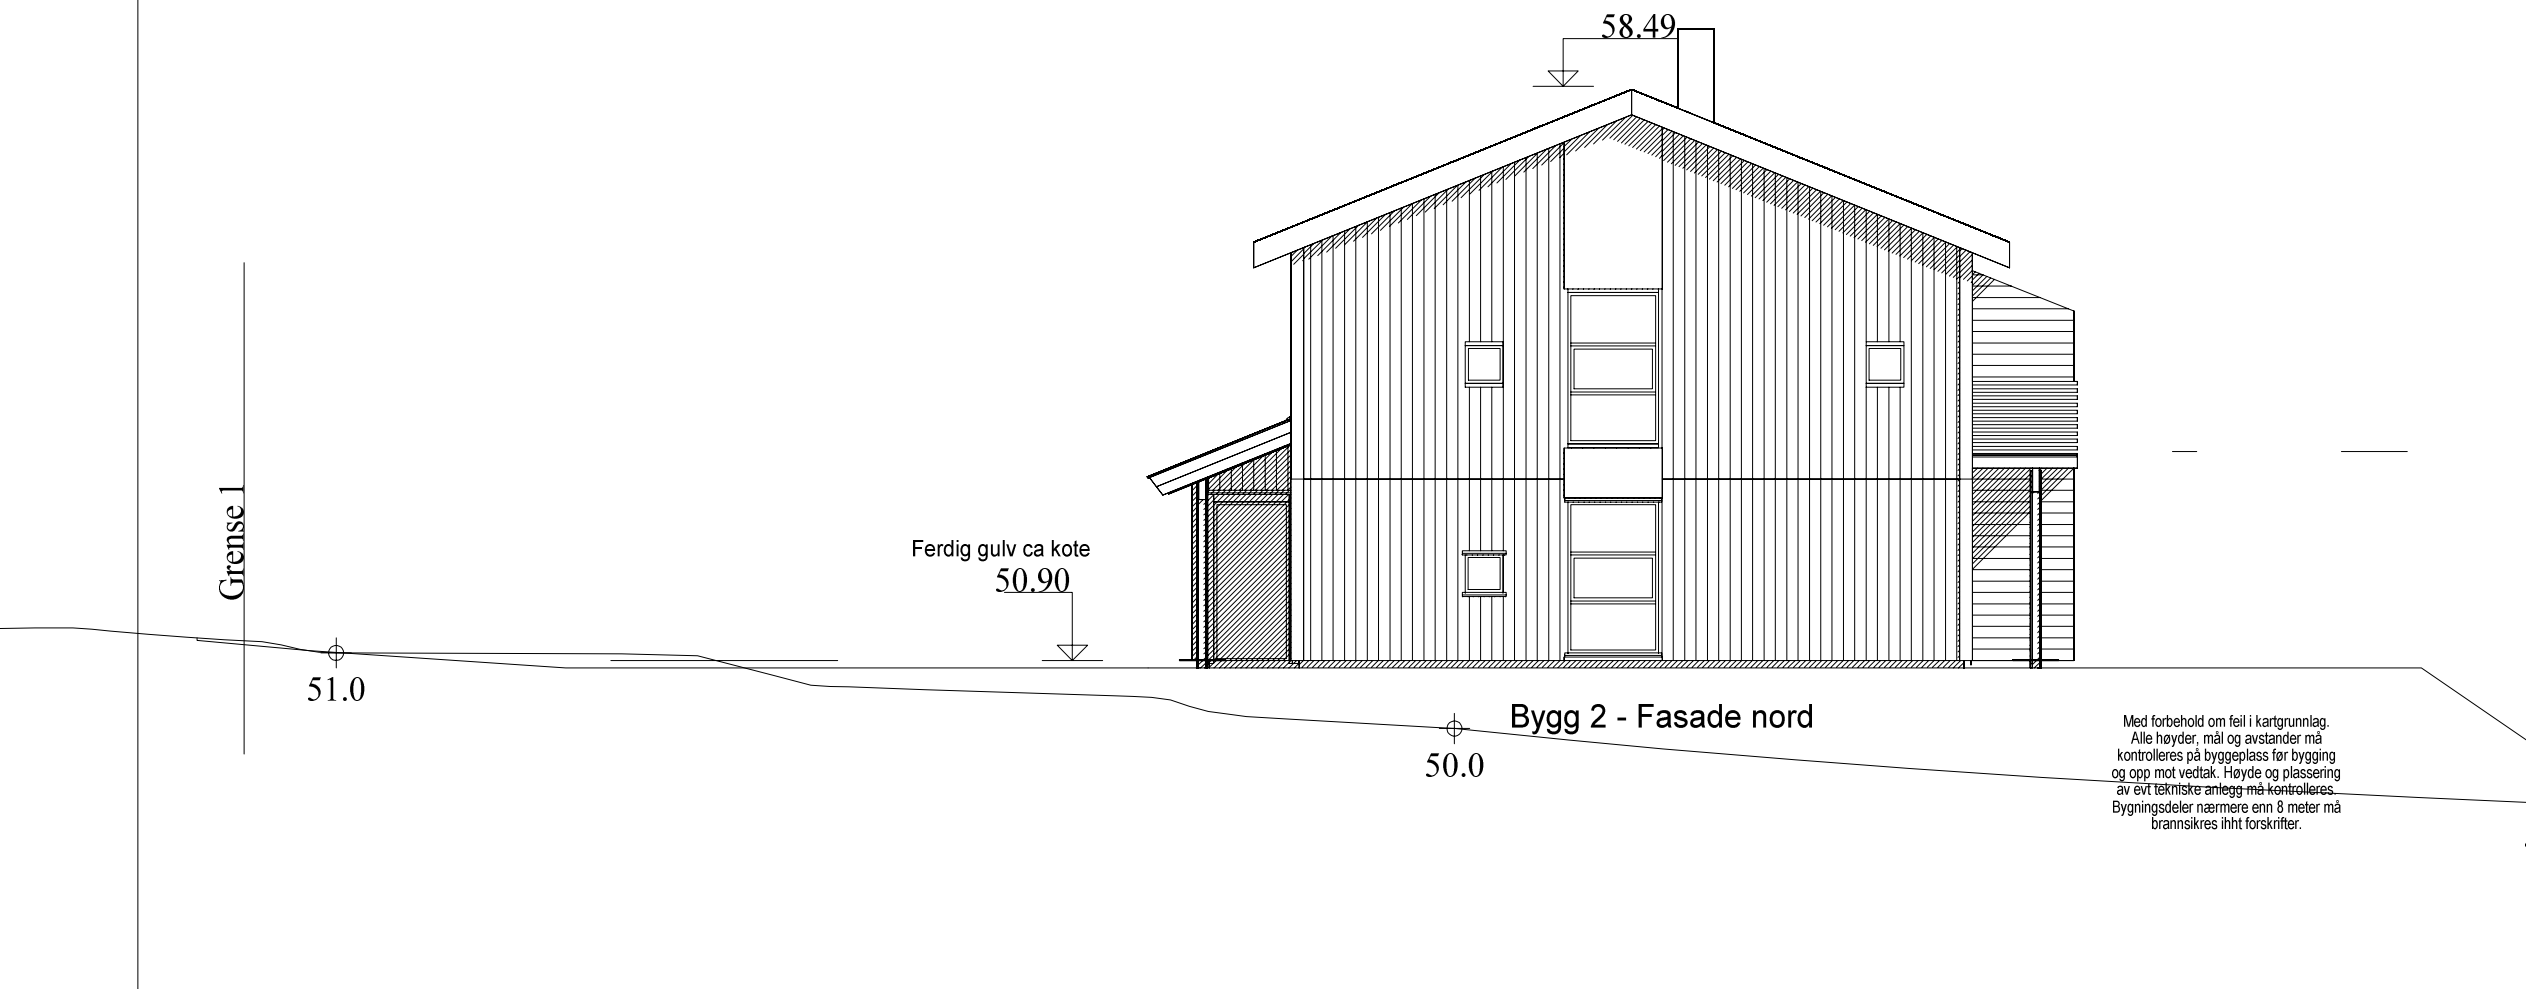 58.49
Grense 1
Ferdig gulv ca kote
50.90
51.0
50.0
Bygg 2 - Fasade nord
Med forbehold om feil i kartgrunnlag.
Alle høyder, mål og avstander må
kontrolleres på byggeplass før bygging
og opp mot vedtak. Høyde og plassering
av evt tekniske anlegg må kontrolleres.
Bygningsdeler nærmere enn 8 meter må
brannsikres ihht forskrifter.